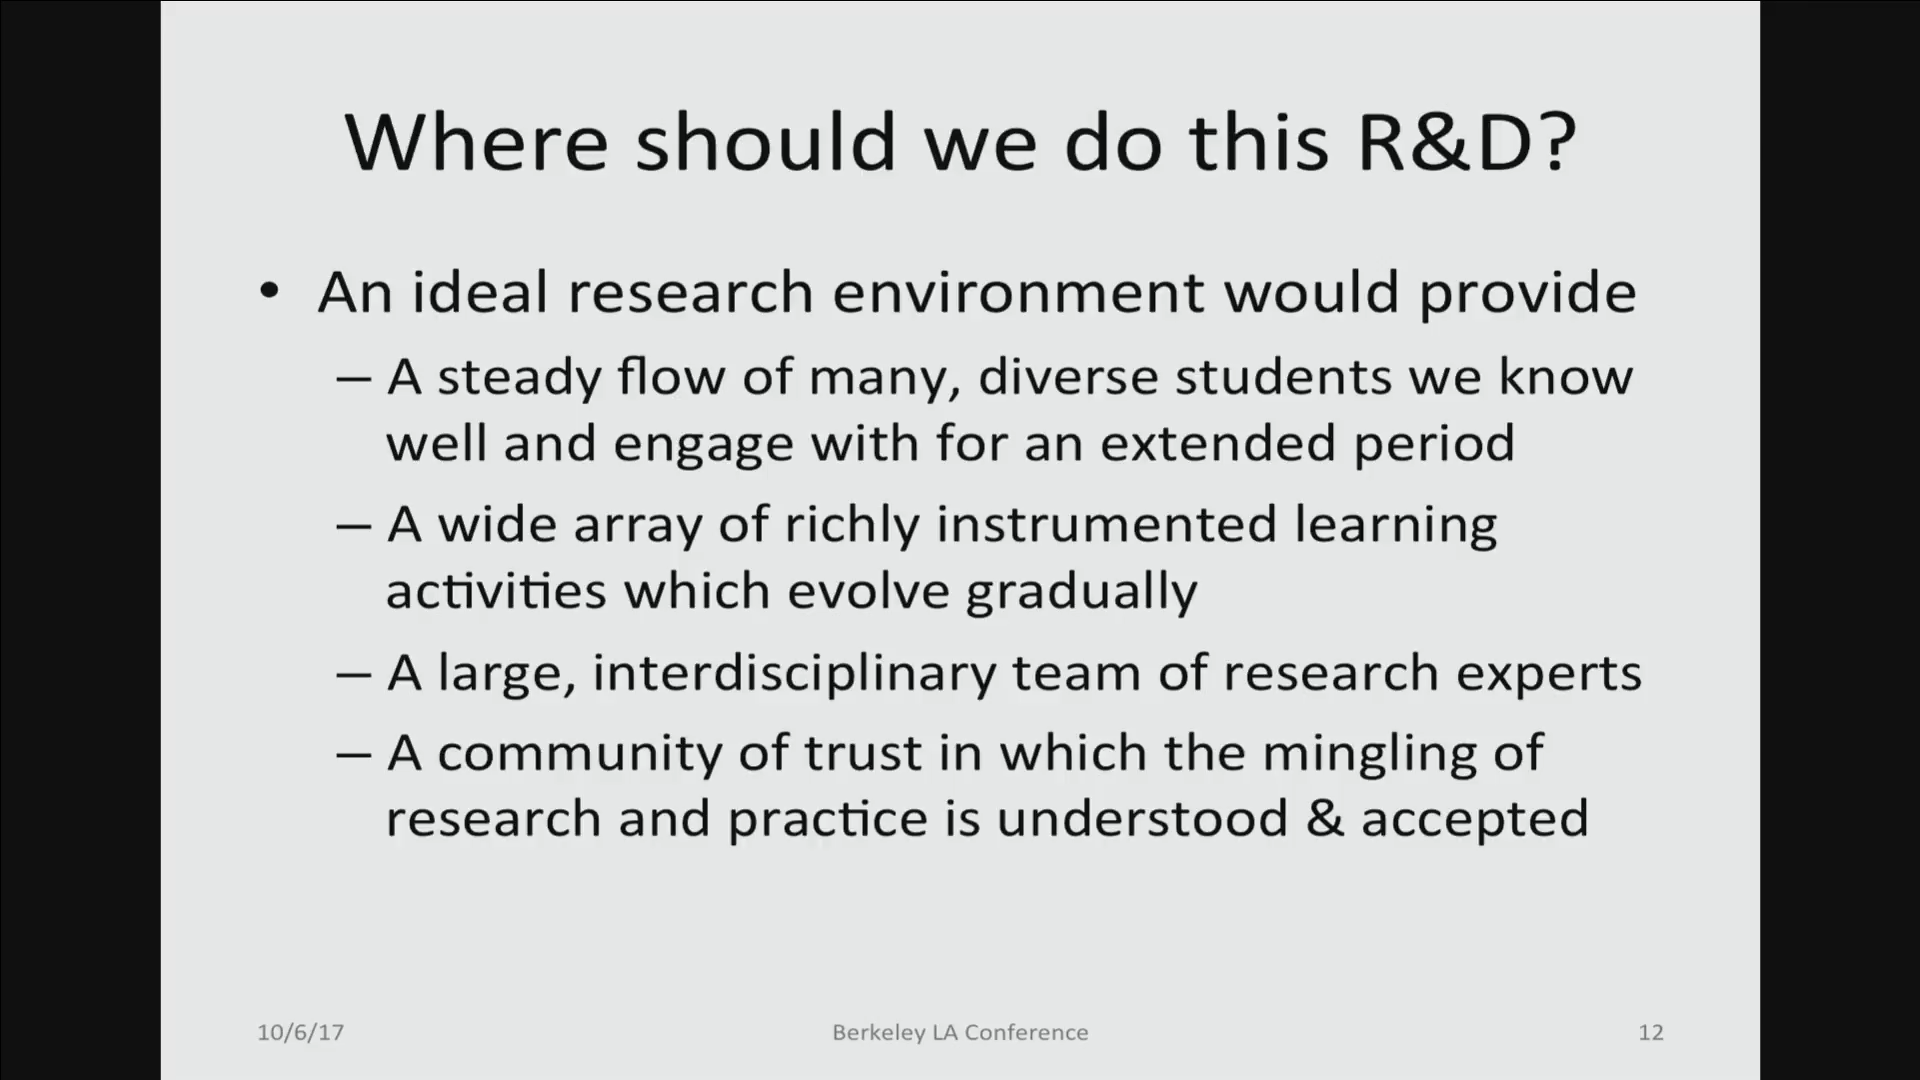 Where should we do this R&D?
• An ideal research environment would provide
– A steady flow of many, diverse students we know
well and engage with for an extended period
– A wide array of richly instrumented learning
activities which evolve gradually
– A large, interdisciplinary team of research experts
– A community of trust in which the mingling of
research and practice is understood & accepted
10/6/17
Berkeley LA Conference
12